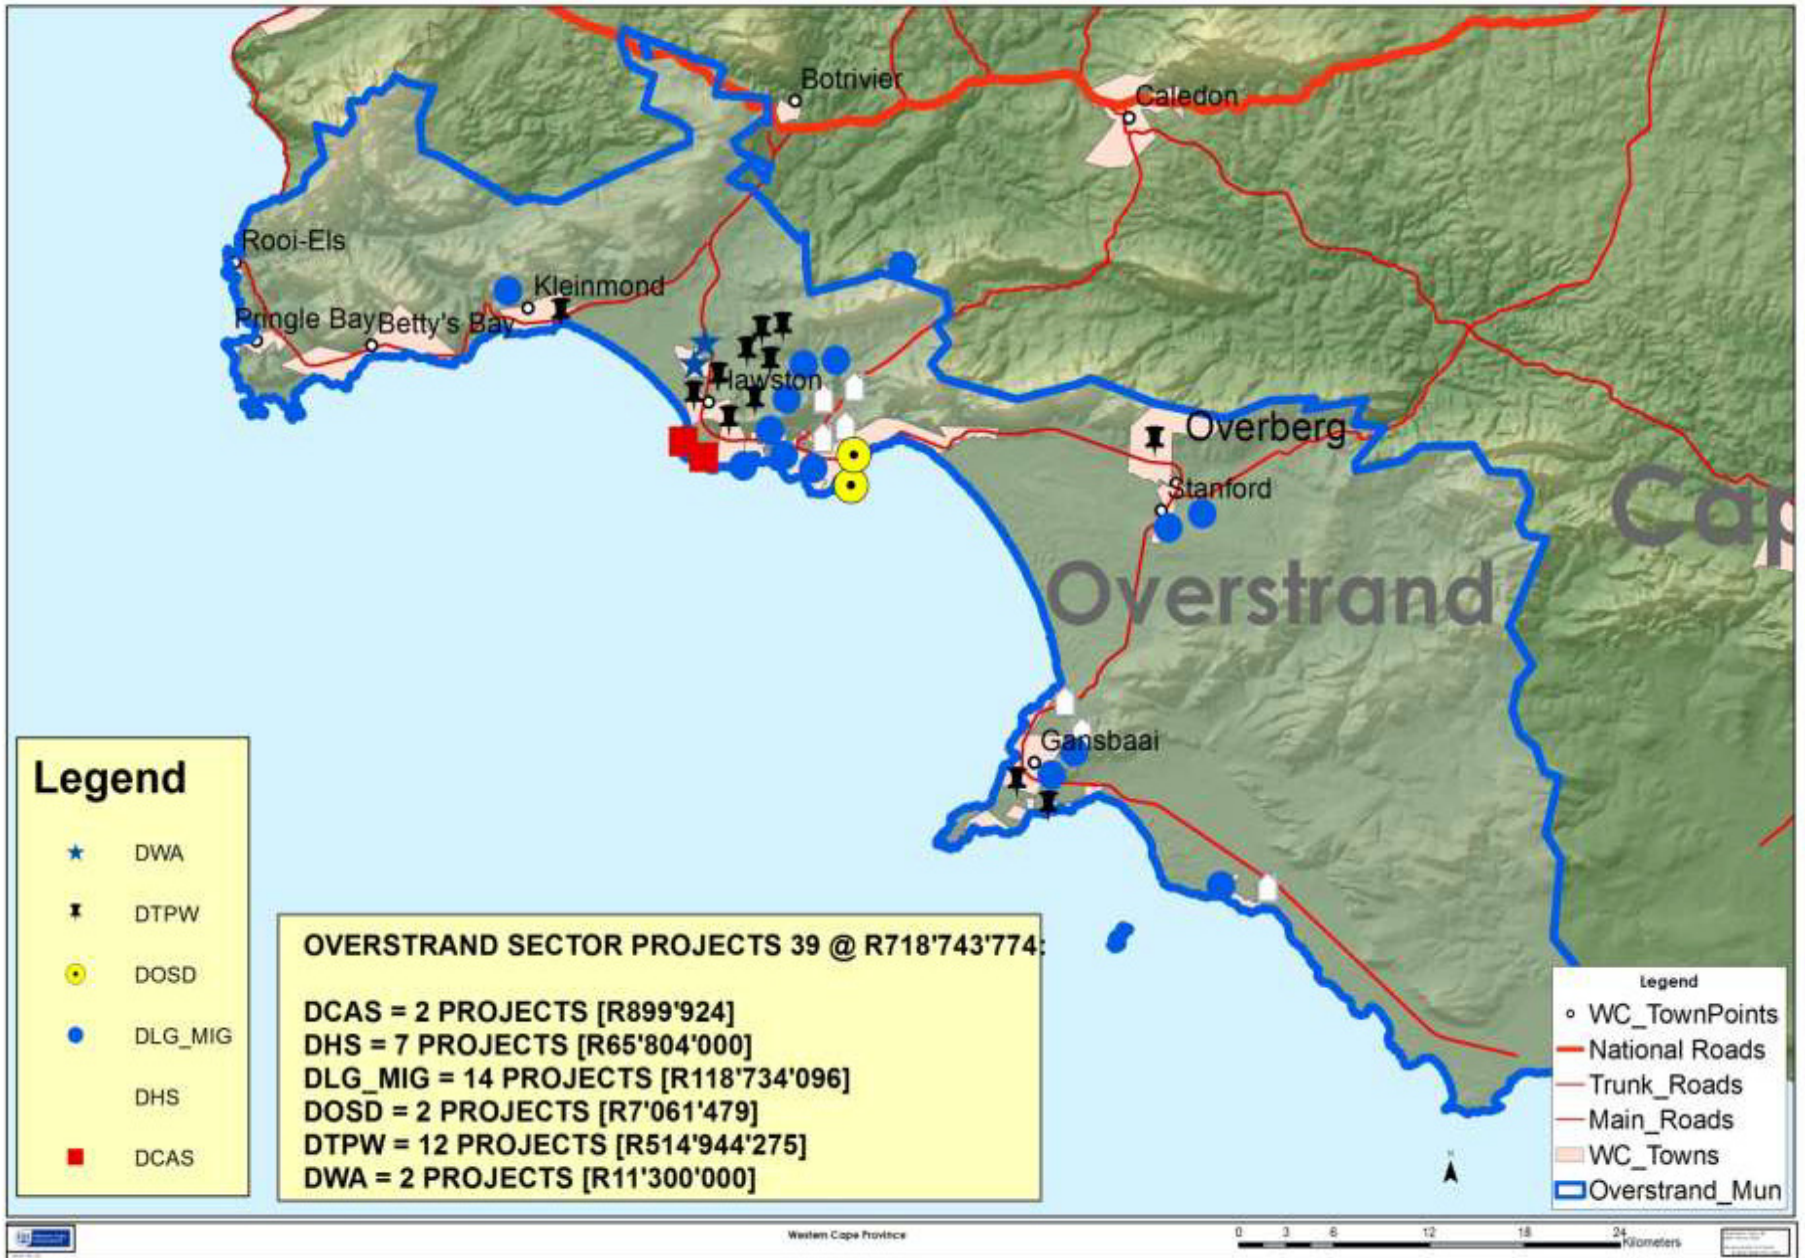 Botrivier
Caledon
Rooi-Els
Kleinmond
Pringle Bay
Betty's Bay
Hawston
Overberg
Stanford
Cap
Overstrand
Gansbaai
Legend
DWA
DTPW
DOSD
DLG_MIG
DHS
DCAS
OVERSTRAND SECTOR PROJECTS 39 @ R718'743'774:
DCAS = 2 PROJECTS [R899'924]
DHS = 7 PROJECTS [R65'804'000]
DLG_MIG = 14 PROJECTS [R118'734'096]
DOSD = 2 PROJECTS [R7'061'479]
DTPW = 12 PROJECTS [R514'944'275]
DWA = 2 PROJECTS [R11'300'000]
Legend
WC_TownPoints
National Roads
Trunk_Roads
Main_Roads
WC_Towns
Overstrand_Mun
N
Western Cape Province
0 3 6 12 18 24
Kilometers